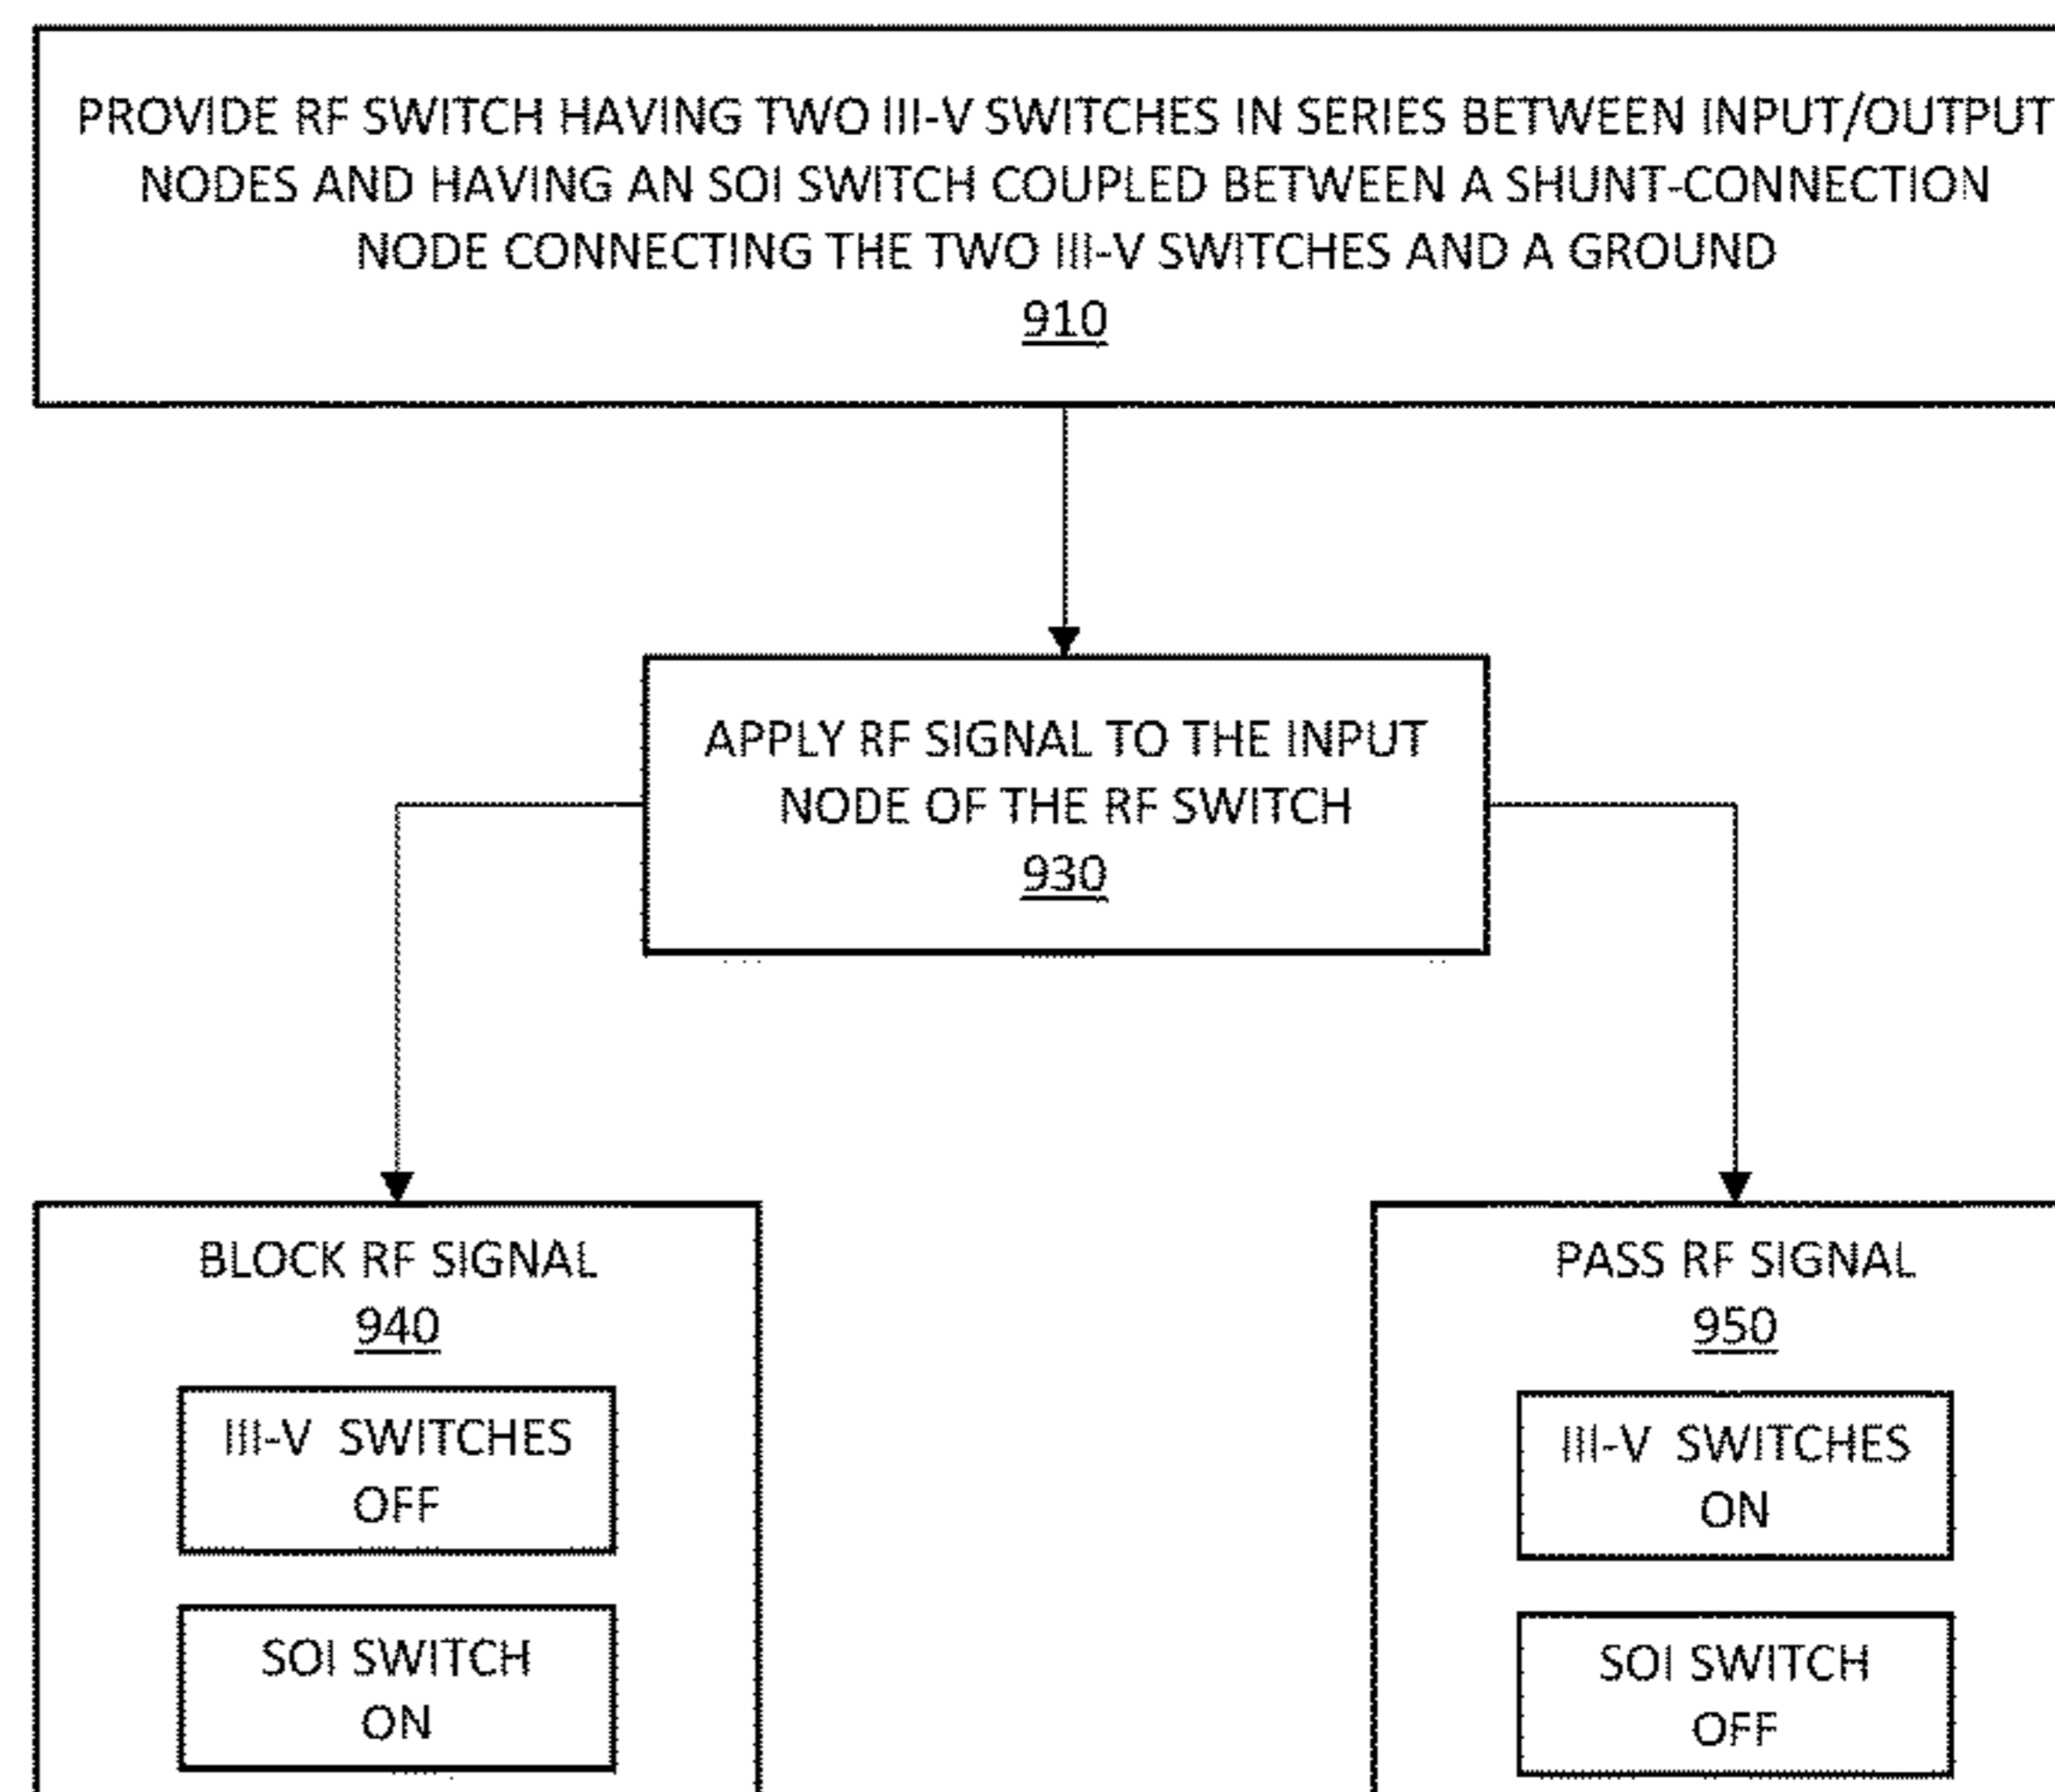 PROVIDE RF SWITCH HAVING TWO III-V SWITCHES IN SERIES BETWEEN INPUT/OUTPUT
NODES AND HAVING AN SOI SWITCH COUPLED BETWEEN A SHUNT-CONNECTION
NODE CONNECTING THE TWO III-V SWITCHES AND A GROUND
910
APPLY RF SIGNAL TO THE INPUT
NODE OF THE RF SWITCH
930
BLOCK RF SIGNAL
940
III-V SWITCHES
OFF
SOI SWITCH
ON
PASS RF SIGNAL
950
III-V SWITCHES
ON
SOI SWITCH
OFF